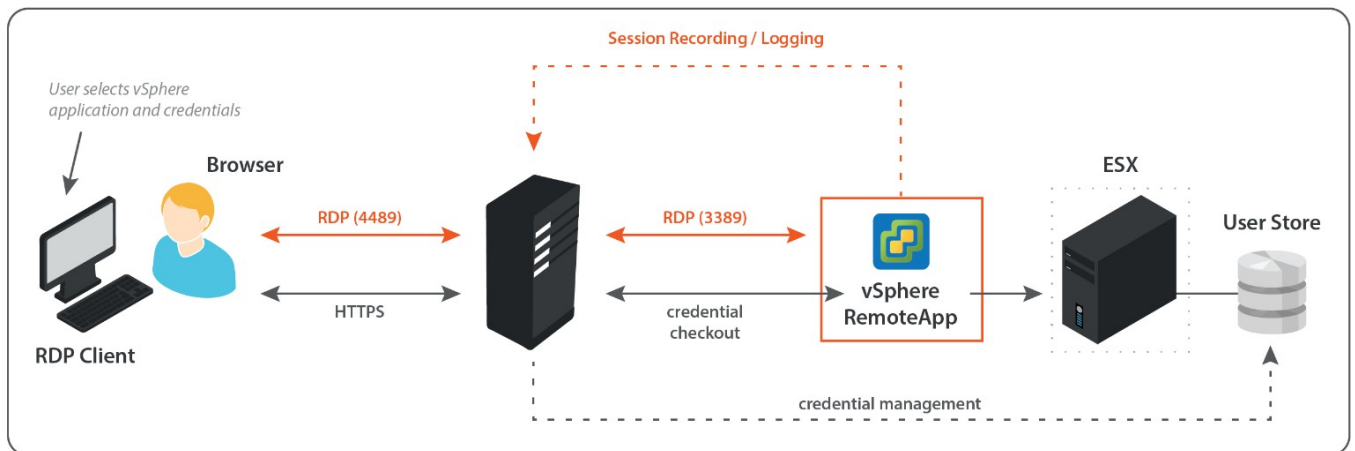 Session Recording / Logging
User selects vSphere
application and credentials
Browser
ESX
RDP (4489)
RDP (3389)
User Store
HTTPS
credential
checkout
vSphere
RemoteApp
RDP Client
credential management